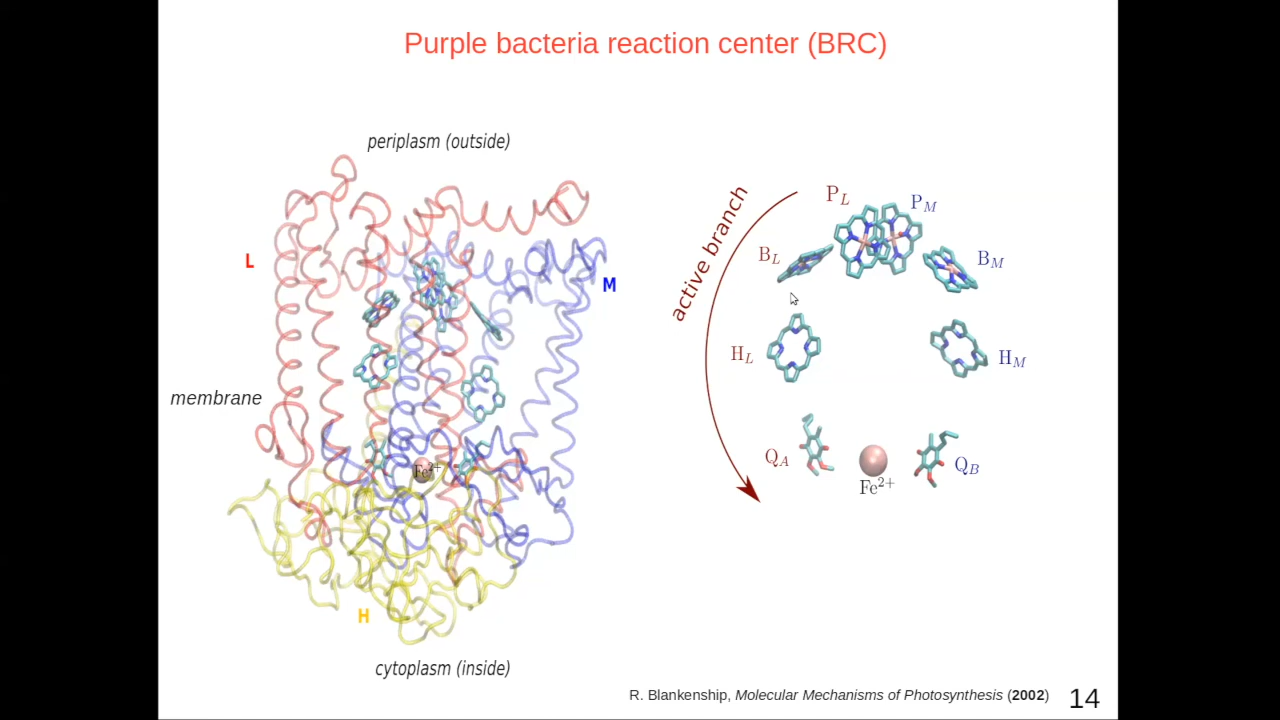 Purple bacteria reaction center (BRC)
periplasm (outside)
L
M
membrane
Fe²⁺
H
cytoplasm (inside)
active branch
P_L
P_M
B_L
B_M
H_L
H_M
Q_A
Q_B
Fe²⁺
R. Blankenship, Molecular Mechanisms of Photosynthesis (2002)
14